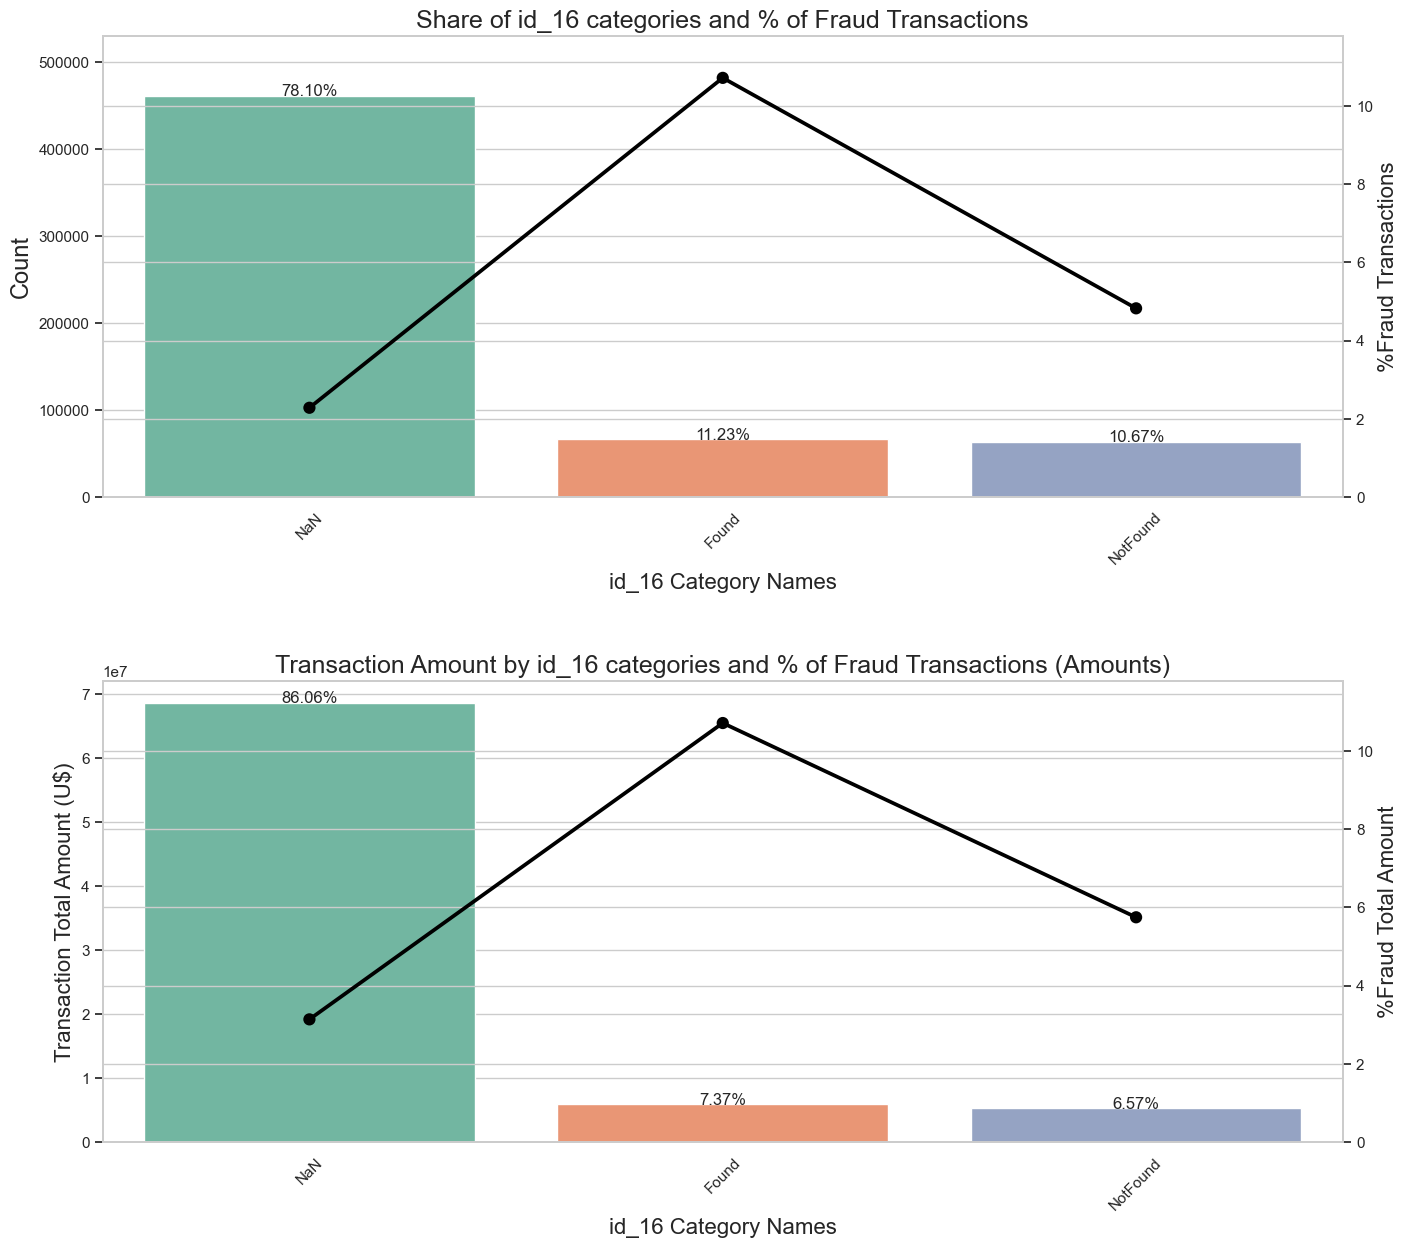 Share of id_16 categories and % of Fraud Transactions
500000
400000
300000
200000
100000
0
Count
78.10%
11.23%
10.67%
10
8
6
4
2
0
%Fraud Transactions
NaN
Found
NotFound
id_16 Category Names
Transaction Amount by id_16 categories and % of Fraud Transactions (Amounts)
1e7
7
6
5
4
3
2
1
0
Transaction Total Amount (U$)
86.06%
7.37%
6.57%
10
8
6
4
2
0
%Fraud Total Amount
NaN
Found
NotFound
id_16 Category Names